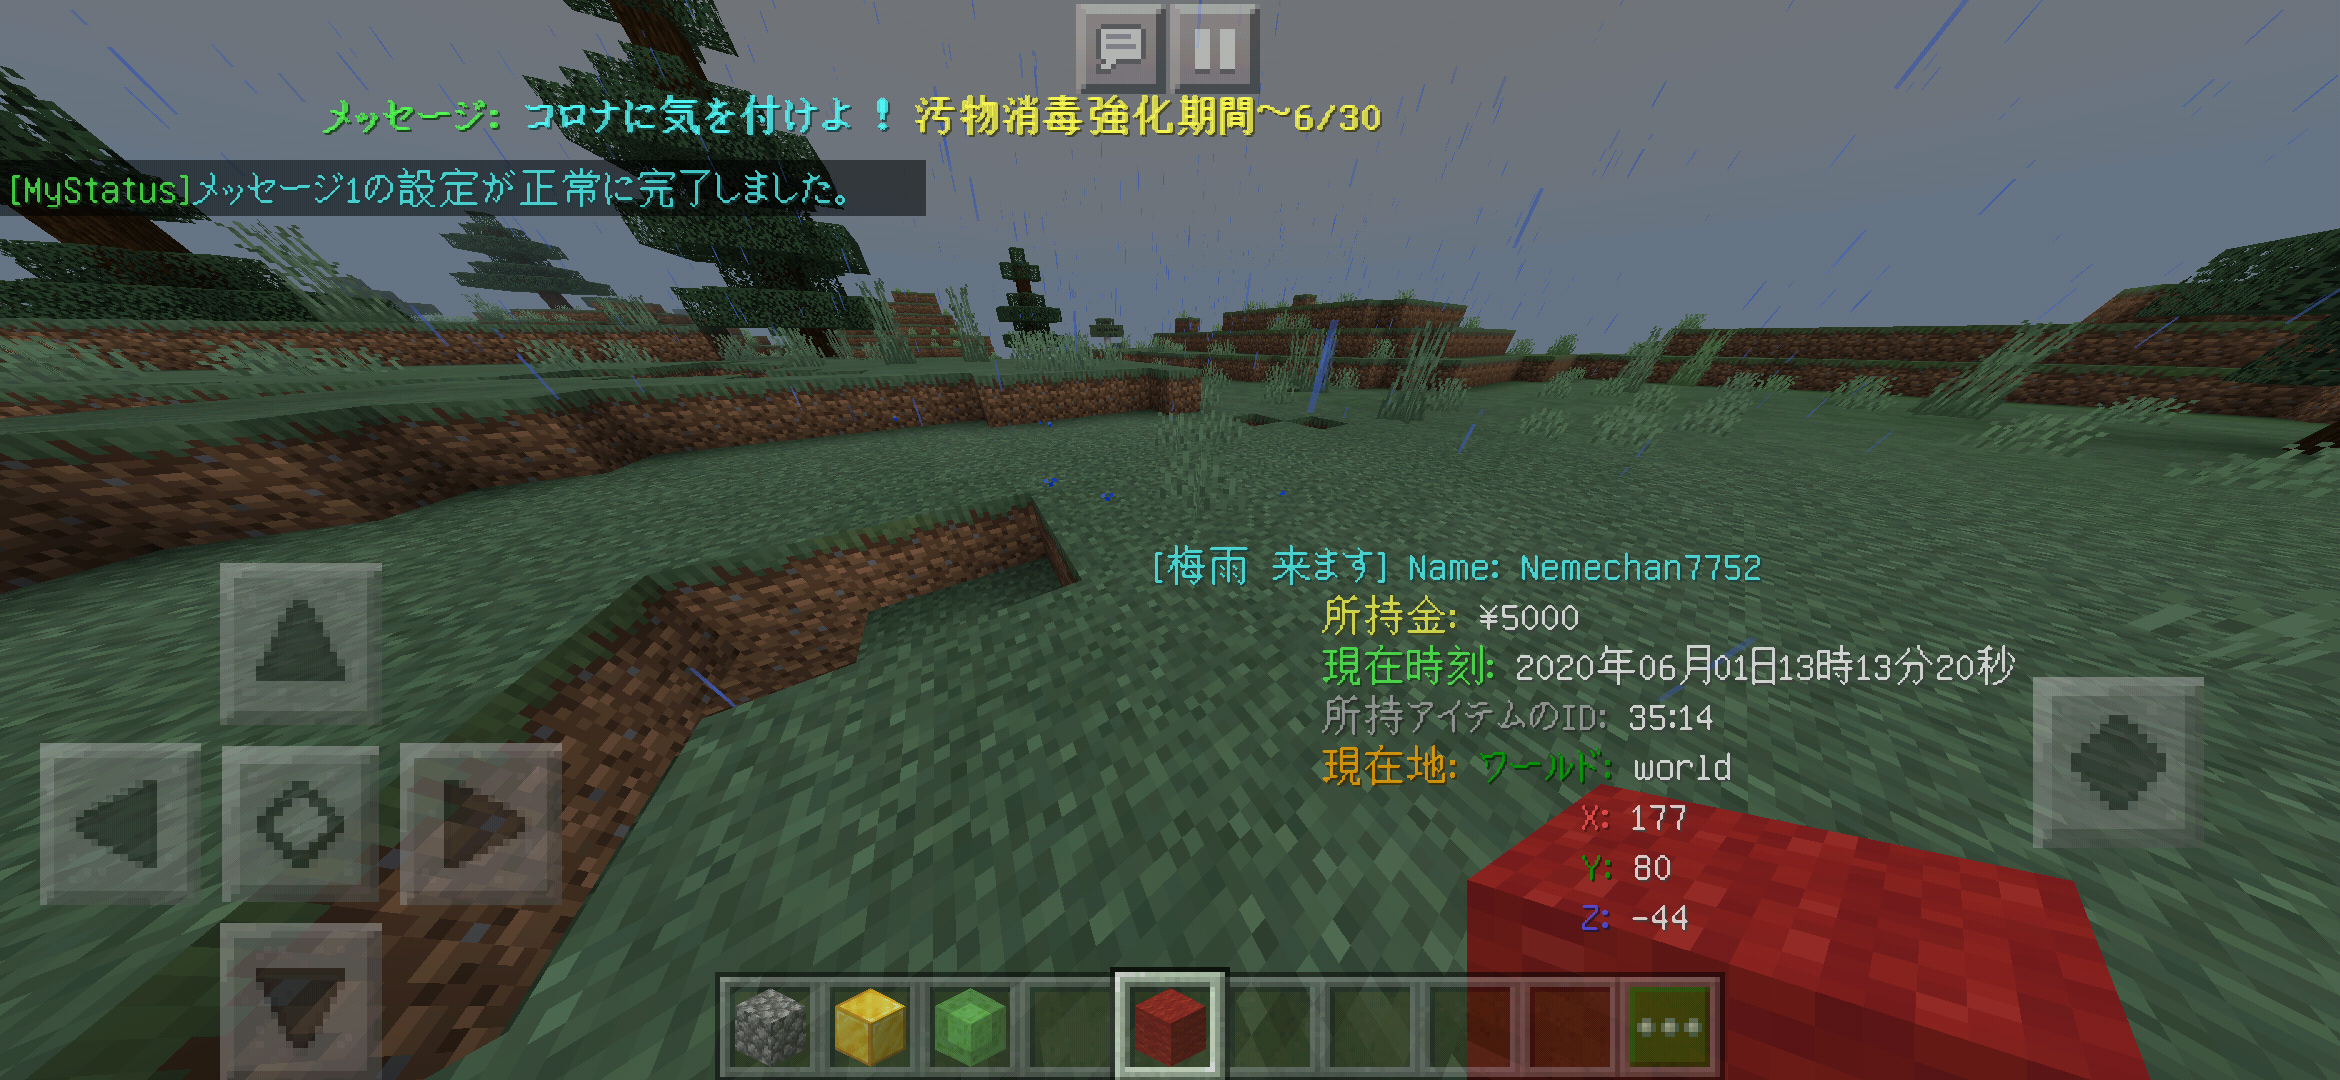 メッセージ: コロナに気を付けよ！汚物消毒強化期間～6/30
[MyStatus]メッセージ1の設定が正常に完了しました。
[梅雨 来ます] Name: Nemechan7752
所持金: ¥5000
現在時刻: 2020年06月01日13時13分20秒
所持アイテムのID: 35:14
現在地: ワールド: world
X: 177
Y: 80
Z: -44